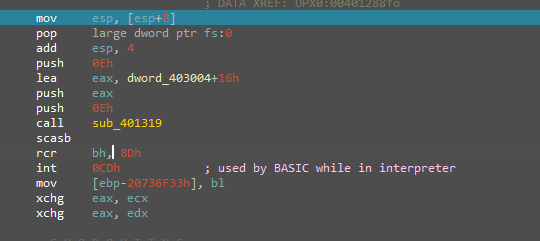 ; DATA XREF: UPX0:00401288↑o
mov esp, [esp+8]
pop large dword ptr fs:0
add esp, 4
push 0Eh
lea eax, dword_403004+16h
push eax
push 0Eh
call sub_401319
scasb
rcr bh, 8Dh
int 0CDh ; used by BASIC while in interpreter
mov [ebp-20736F33h], bl
xchg eax, ecx
xchg eax, edx